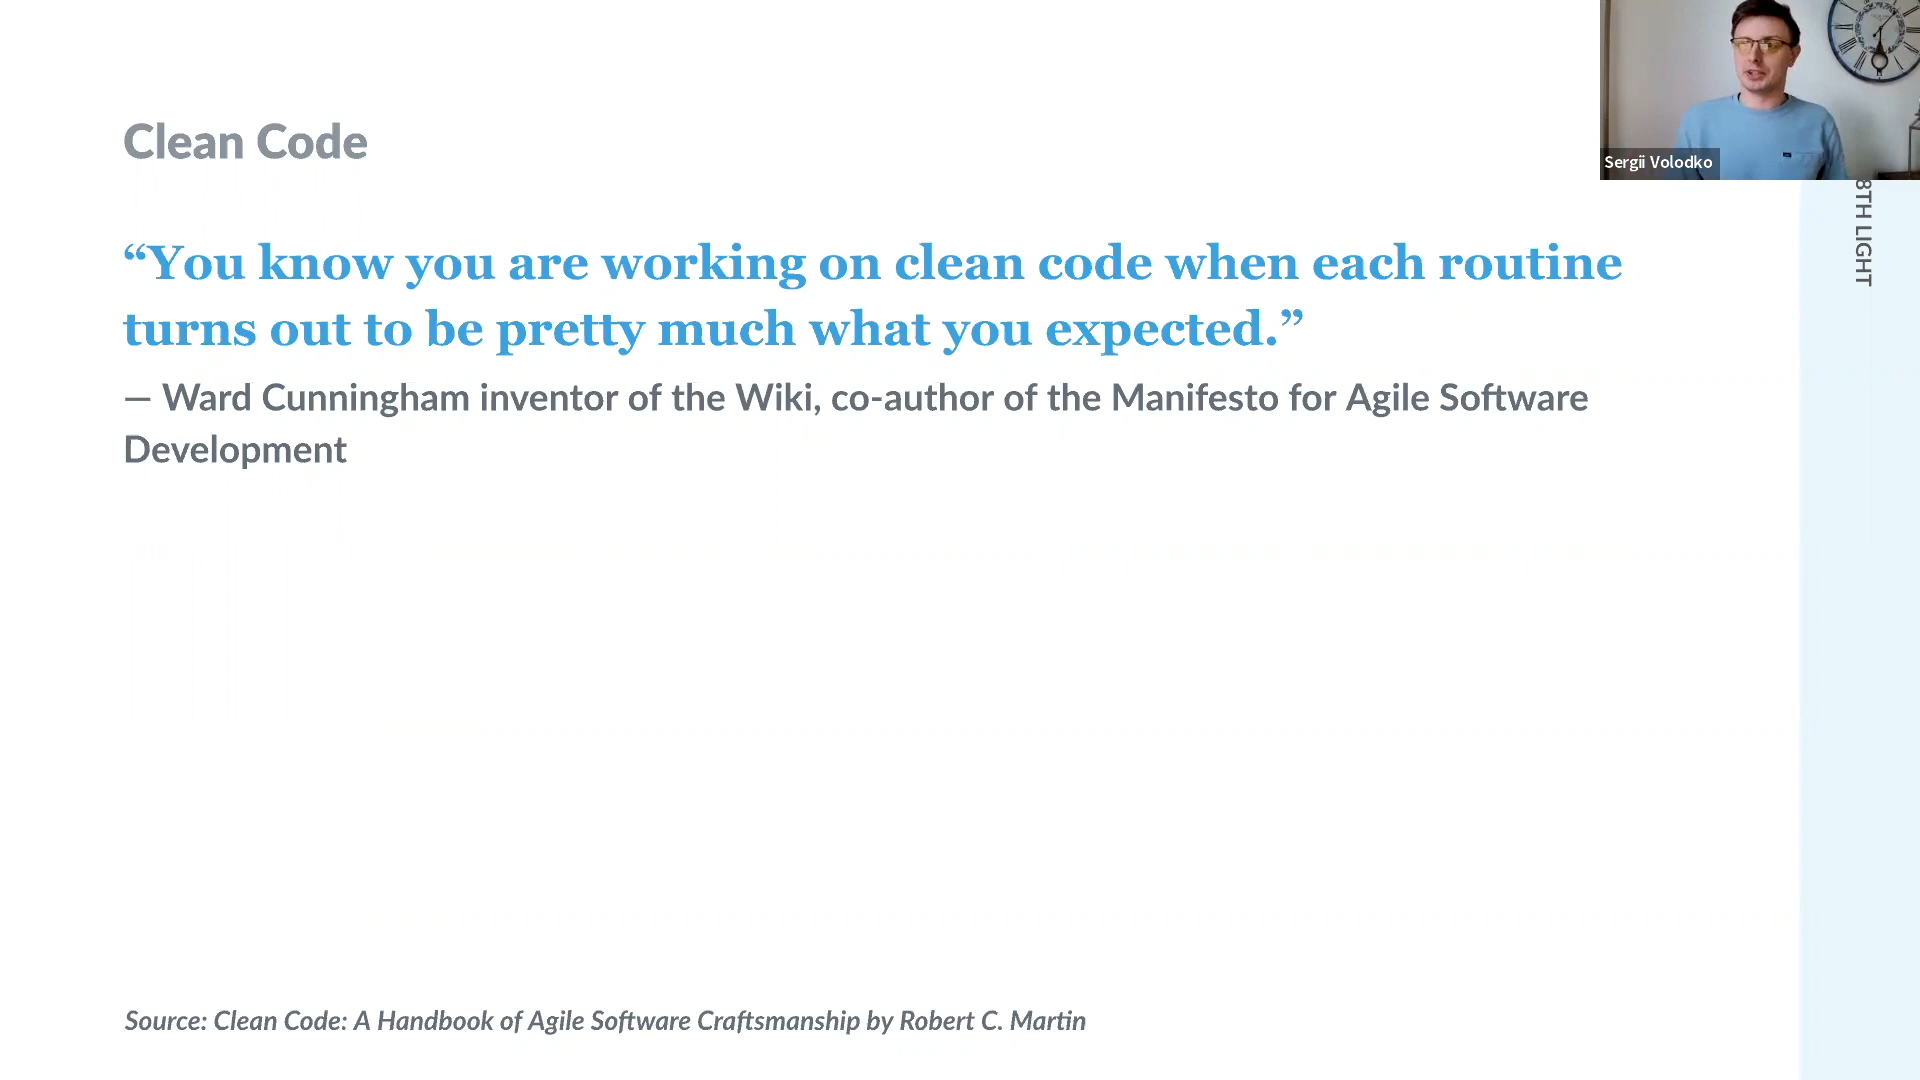 Clean Code
“You know you are working on clean code when each routine
turns out to be pretty much what you expected.”
— Ward Cunningham inventor of the Wiki, co-author of the Manifesto for Agile Software
Development
Source: Clean Code: A Handbook of Agile Software Craftsmanship by Robert C. Martin
Sergii Volodko
8TH LIGHT